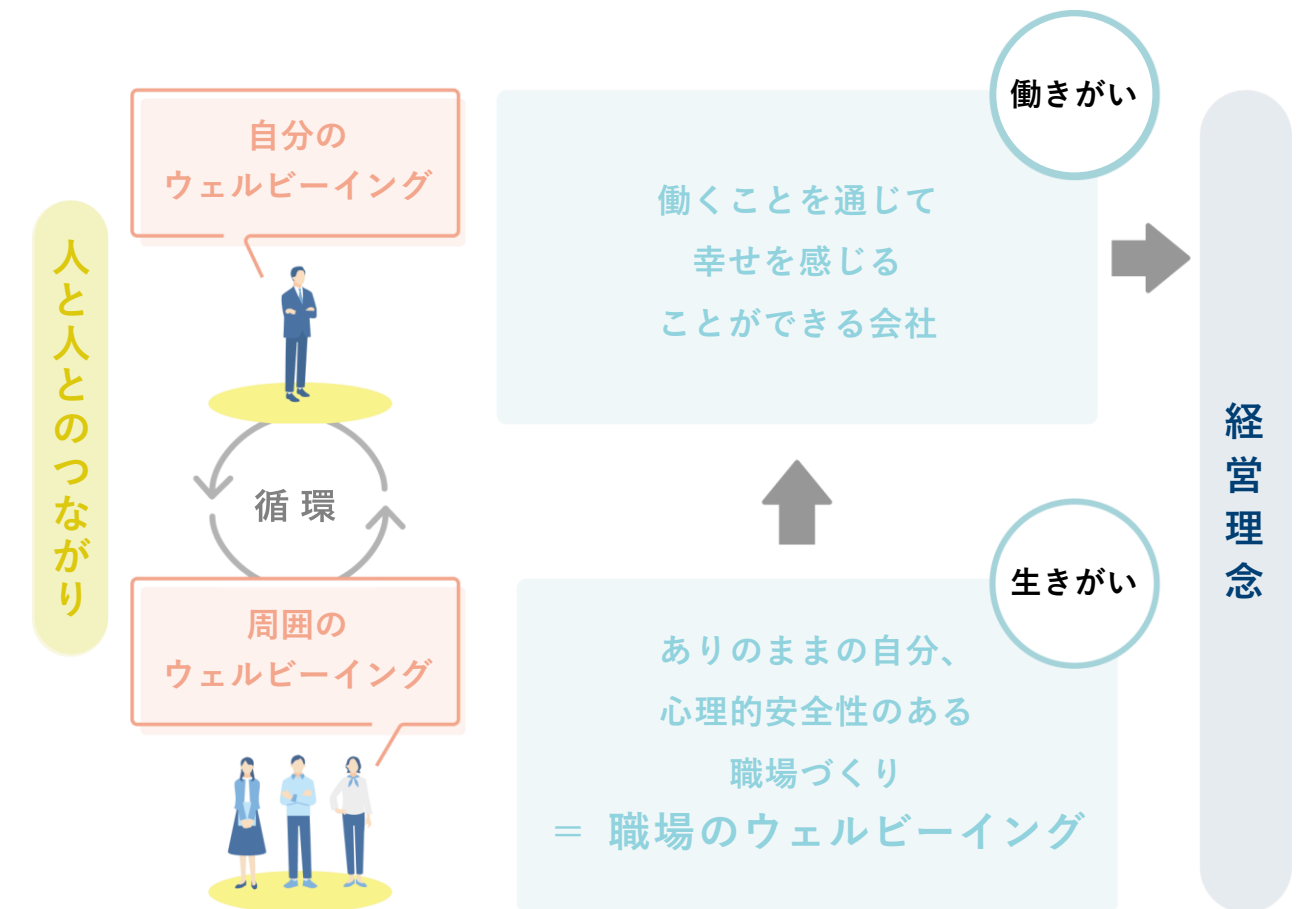 人と人とのつながり
自分の
ウェルビーイング
循環
周囲の
ウェルビーイング
働きがい
働くことを通じて
幸せを感じる
ことができる会社
生きがい
ありのままの自分、
心理的安全性のある
職場づくり
＝ 職場のウェルビーイング
経営理念